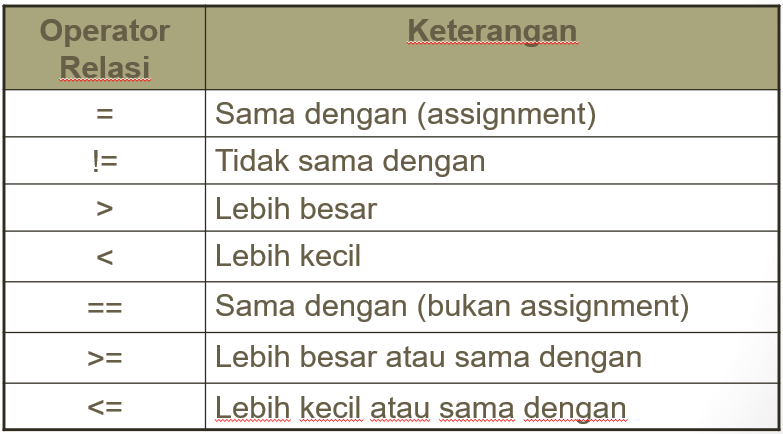 Operator
Relasi
Keterangan
=
Sama dengan (assignment)
!=
Tidak sama dengan
>
Lebih besar
<
Lebih kecil
==
Sama dengan (bukan assignment)
>=
Lebih besar atau sama dengan
<=
Lebih kecil atau sama dengan